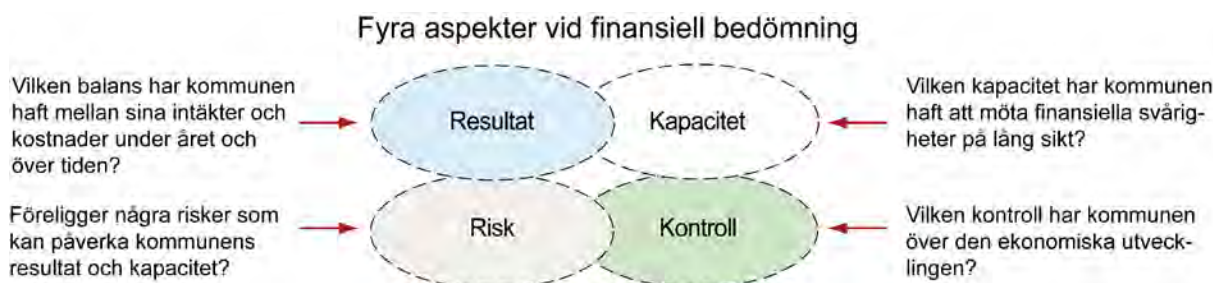 Fyra aspekter vid finansiell bedömning
Vilken balans har kommunen
haft mellan sina intäkter och
kostnader under året och
över tiden?
Resultat
Kapacitet
Vilken kapacitet har kommunen
haft att möta finansiella svårig-
heter på lång sikt?
Föreligger några risker som
kan påverka kommunens
resultat och kapacitet?
Risk
Kontroll
Vilken kontroll har kommunen
över den ekonomiska utveck-
lingen?